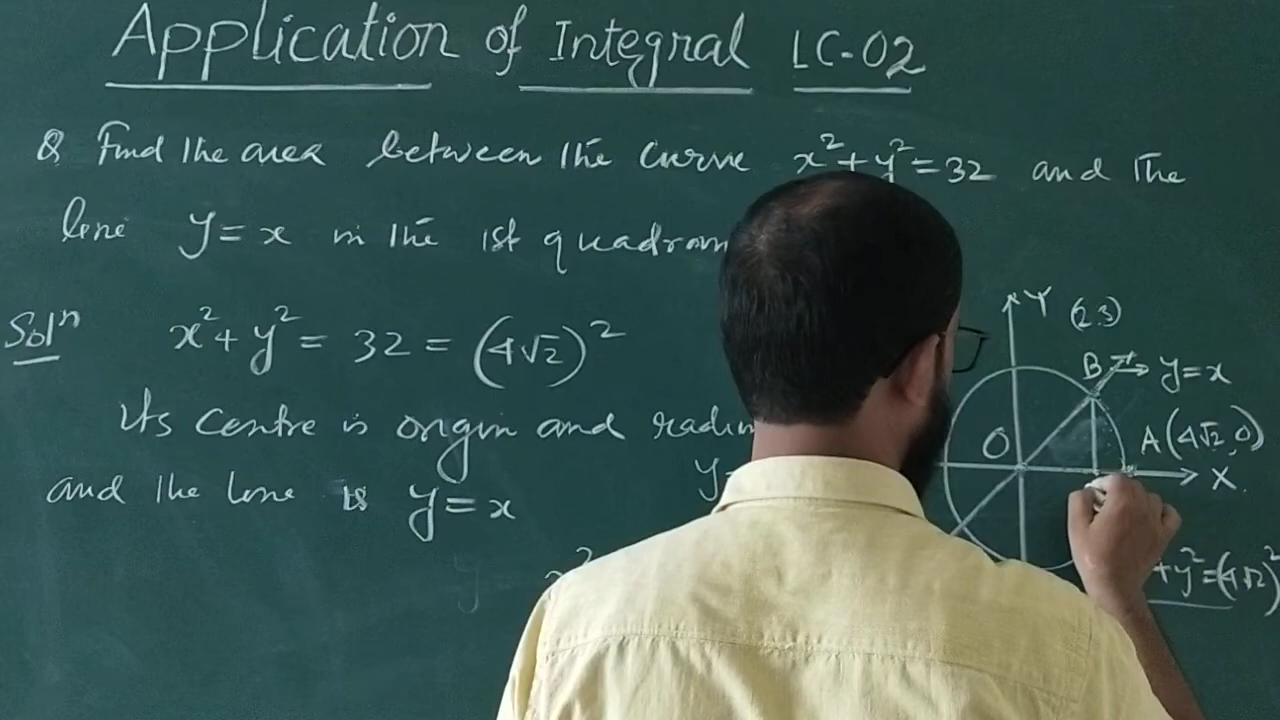 Application of Integral LC-02
Q Find the area between the curve x²+y²=32 and the
line y=x in the 1st quadran
Solⁿ x²+y²=32=(4√2)²
Its centre is origin and radiu
and the line is y=x
y=
x²
Y (2,3)
B y=x
O A(4√2,0)
X
+y²=(4√2)²